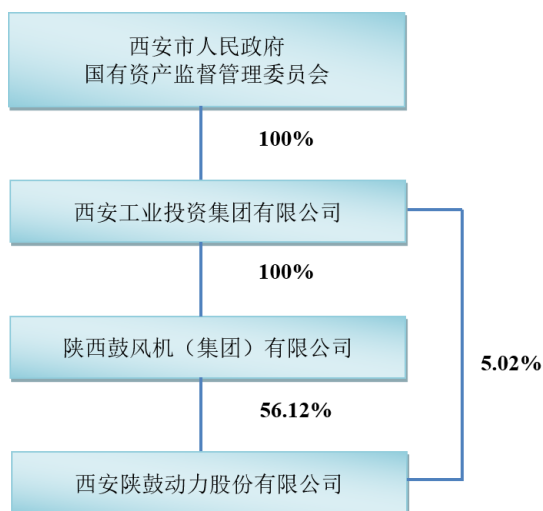 西安市人民政府
国有资产监督管理委员会
100%
西安工业投资集团有限公司
100%
陕西鼓风机（集团）有限公司
5.02%
56.12%
西安陕鼓动力股份有限公司